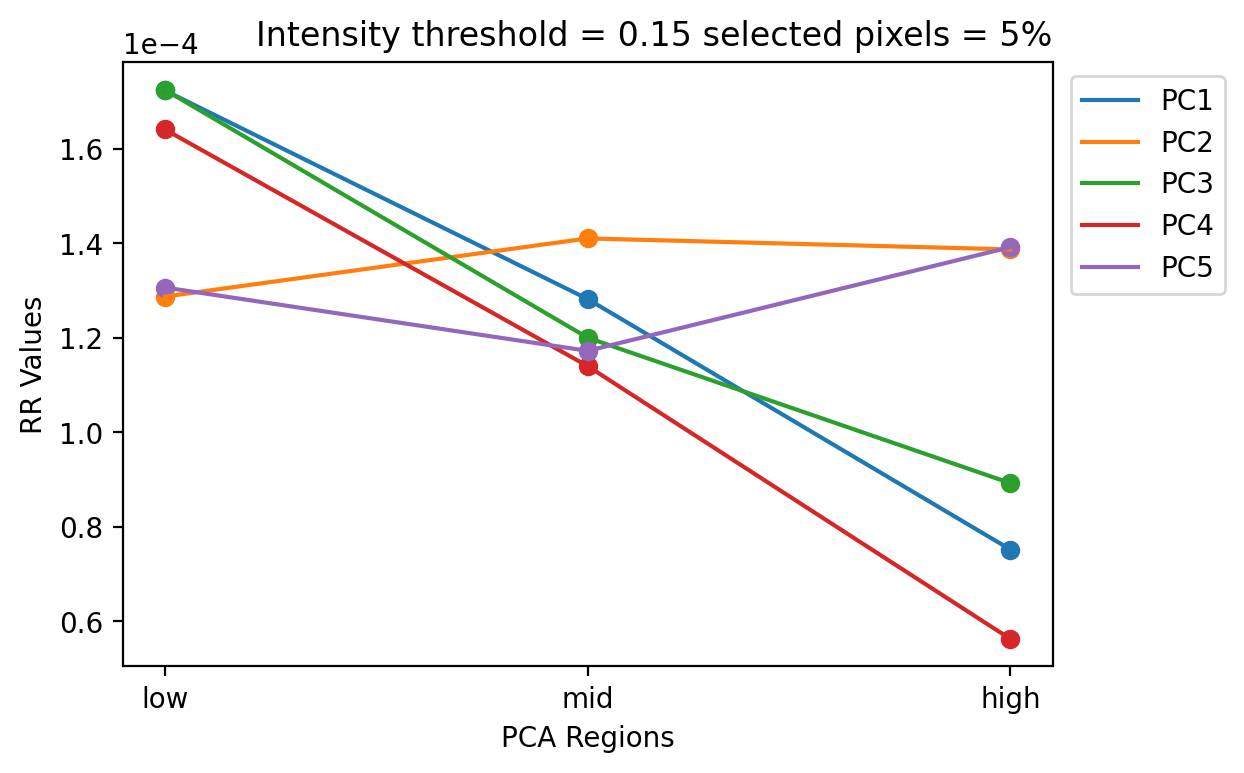 Intensity threshold = 0.15 selected pixels = 5%
1e−4
1.6
1.4
1.2
1.0
0.8
0.6
RR Values
low
mid
high
PCA Regions
PC1
PC2
PC3
PC4
PC5